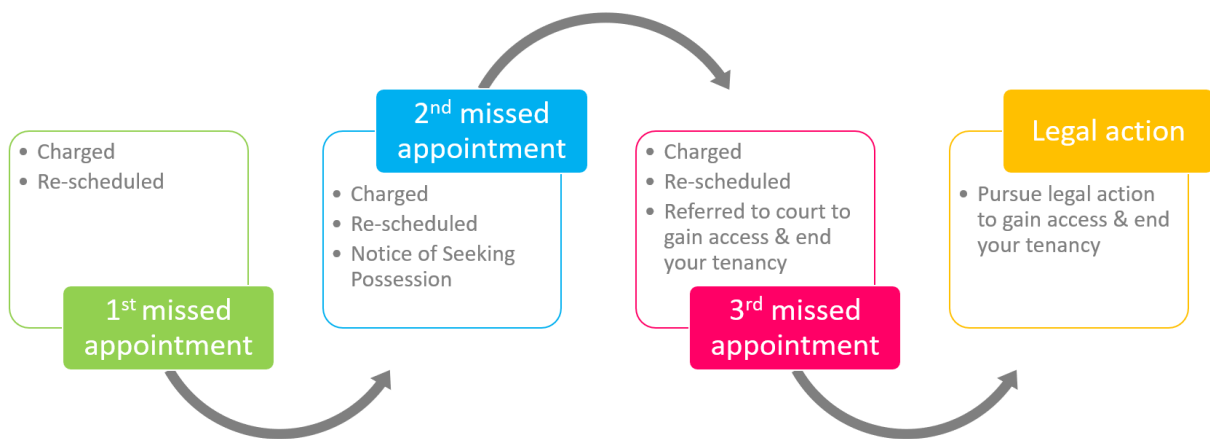 • Charged
• Re-scheduled
1st missed
appointment
2nd missed
appointment
• Charged
• Re-scheduled
• Notice of Seeking
Possession
• Charged
• Re-scheduled
• Referred to court to
gain access & end
your tenancy
3rd missed
appointment
Legal action
• Pursue legal action
to gain access & end
your tenancy